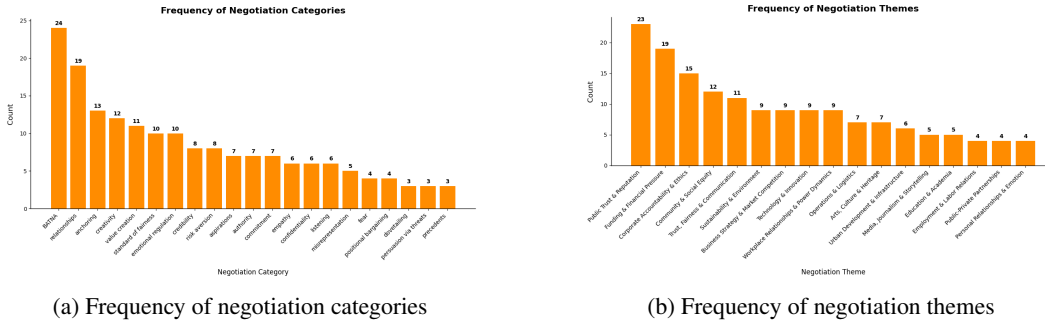 Frequency of Negotiation Categories
25
20
15
10
5
0
Count
24
19
13
12
11
10
10
8
8
7
7
7
6
6
6
5
4
4
3
3
3
BATNA
relationships
anchoring
creativity
value creation
standard of fairness
emotional regulation
credibility
risk aversion
aspirations
authority
commitment
empathy
confidentiality
listening
misrepresentation
fear
positional bargaining
dovetailing
persuasion via threats
precedents
Negotiation Category
(a) Frequency of negotiation categories
Frequency of Negotiation Themes
20
15
10
5
0
Count
23
19
15
12
11
9
9
9
9
7
7
6
5
5
4
4
4
Public Trust & Reputation
Funding & Financial Pressure
Corporate Accountability & Ethics
Community & Social Equity
Trust, Fairness & Communication
Sustainability & Environment
Business Strategy & Market Competition
Technology & Innovation
Workplace Relationships & Power Dynamics
Operations & Logistics
Arts, Culture & Heritage
Urban Development & Infrastructure
Media, Journalism & Storytelling
Education & Academia
Employment & Labor Relations
Public-Private Partnerships
Personal Relationships & Emotion
Negotiation Theme
(b) Frequency of negotiation themes